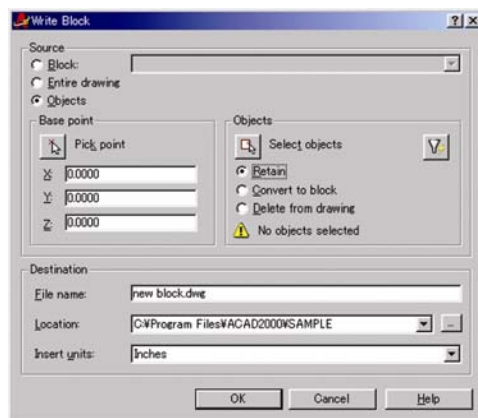 Write Block
Source
Block:
Entire drawing
Objects
Base point
Pick point
X: 0.0000
Y: 0.0000
Z: 0.0000
Objects
Select objects
Retain
Convert to block
Delete from drawing
No objects selected
Destination
File name: new block.dwg
Location: C:¥Program Files¥ACAD2000¥SAMPLE ...
Insert units: Inches
OK Cancel Help